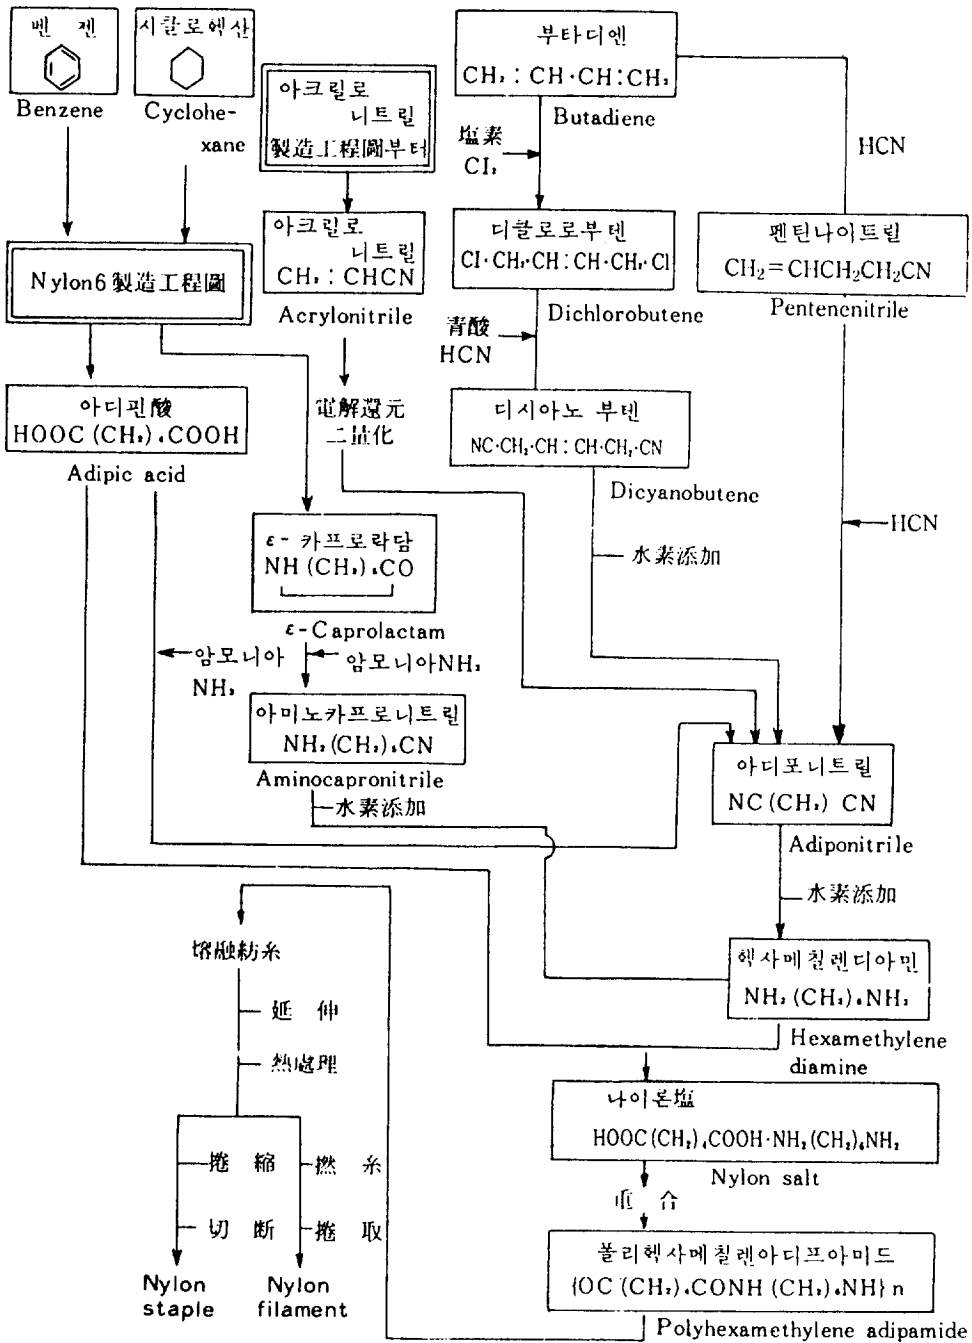 벤 젠
Benzene
시클로헥산
Cyclohe-
xane
아크릴로
니트릴
製造工程圖부터
부타디엔
CH₂ : CH·CH : CH₂
Butadiene
塩素
Cl₂
HCN
아크릴로
니트릴
CH₂ : CHCN
Acrylonitrile
디클로로부텐
Cl·CH₂·CH : CH·CH₂·Cl
Dichlorobutene
펜틴나이트릴
CH₂=CHCH₂CH₂CN
Pentenenitrile
Nylon6製造工程圖
青酸
HCN
아디핀酸
HOOC(CH₂)₄COOH
Adipic acid
電解還元
二量化
디시아노 부텐
NC·CH₂·CH : CH·CH₂·CN
Dicyanobutene
HCN
ε- 카프로락담
NH(CH₂)₅CO
ε-Caprolactam
水素添加
암모니아
NH₃
암모니아NH₃
아미노카프로니트릴
NH₂(CH₂)₅CN
Aminocapronitrile
水素添加
아디포니트릴
NC(CH₂) CN
Adiponitrile
水素添加
헥사메칠렌디아민
NH₂(CH₂)₆NH₂
Hexamethylene
diamine
나이론塩
HOOC(CH₂)₄COOH·NH₂(CH₂)₆NH₂
Nylon salt
重 合
폴리헥사메칠렌아디프아미드
{OC(CH₂)₄CONH(CH₂)₆NH}n
Polyhexamethylene adipamide
熔融紡糸
延 伸
熱處理
捲 縮
撚 糸
切 断
捲 取
Nylon
staple
Nylon
filament